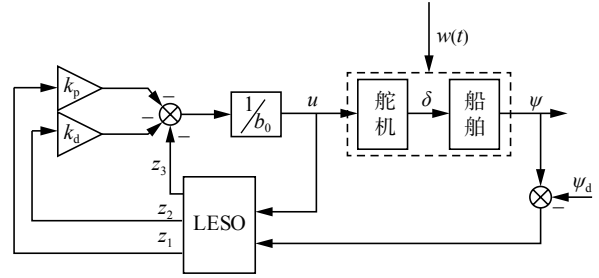 w(t)
k_p
k_d
1/b_0
u
舵机
δ
船舶
ψ
ψ_d
z_3
z_2
z_1
LESO
−
−
−
−